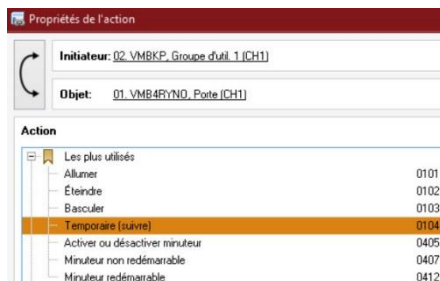 Propriétés de l'action
Initiateur: 02. VMBKP, Groupe d'util. 1 (CH1)
Objet: 01. VMB4RYNO, Porte (CH1)
Action
Les plus utilisés
Allumer 0101
Éteindre 0102
Basculer 0103
Temporaire (suivre) 0104
Activer ou désactiver minuteur 0405
Minuteur non redémarrable 0407
Minuteur redémarrable 0412